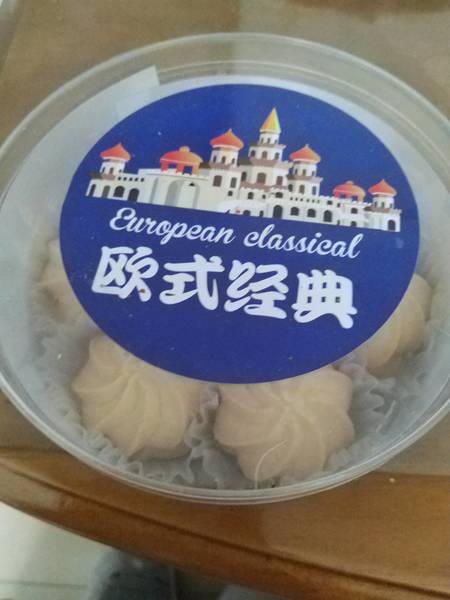 European classical
欧式经典